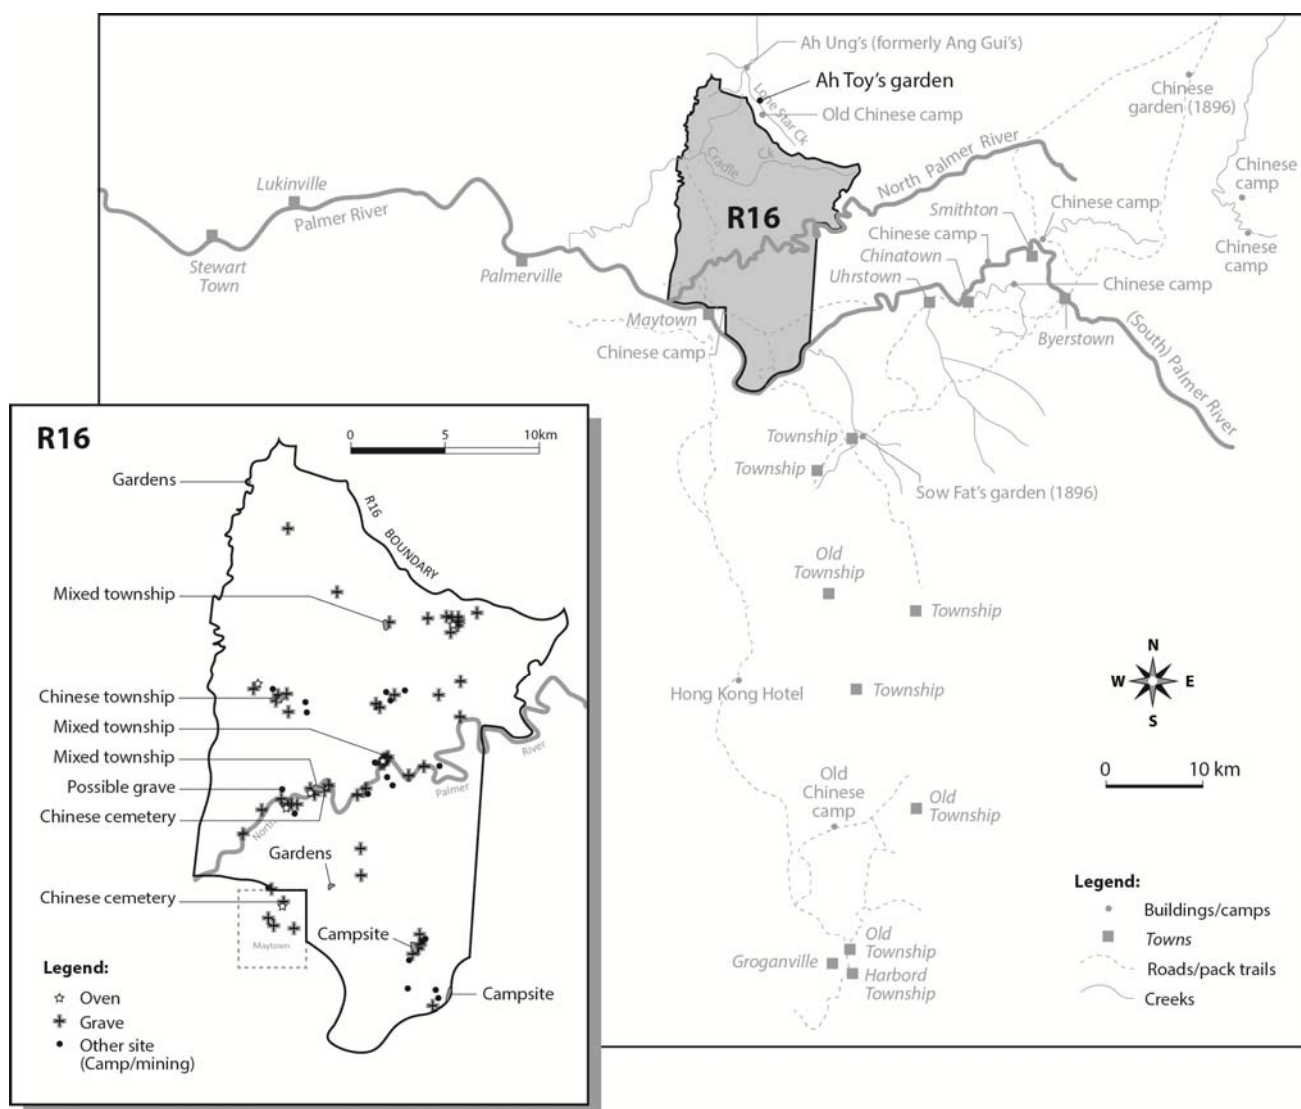 Ah Ung's (formerly Ang Gui's)
Ah Toy's garden
Old Chinese camp
Lone Star Ck
Chinese
garden (1896)
Cradle Ck
North Palmer River
Chinese
camp
Chinese
camp
R16
Lukinville
Palmer River
Stewart
Town
Palmerville
Smithton
Chinese camp
Chinese camp
Chinatown
Uhrstown
Chinese camp
Maytown
Chinese camp
Byerstown
(South) Palmer River
Township
Township
Sow Fat's garden (1896)
Old
Township
Township
Township
Hong Kong Hotel
Old
Chinese
camp
Old
Township
Old
Township
Groganville
Harbord
Township
N
W E
S
0 10 km
Legend:
Buildings/camps
Towns
Roads/pack trails
Creeks
R16
0 5 10km
Gardens
R16 BOUNDARY
Mixed township
Chinese township
Mixed township
Mixed township
Possible grave
Chinese cemetery
North
Palmer
River
Gardens
Chinese cemetery
Maytown
Campsite
Campsite
Legend:
Oven
Grave
Other site
(Camp/mining)